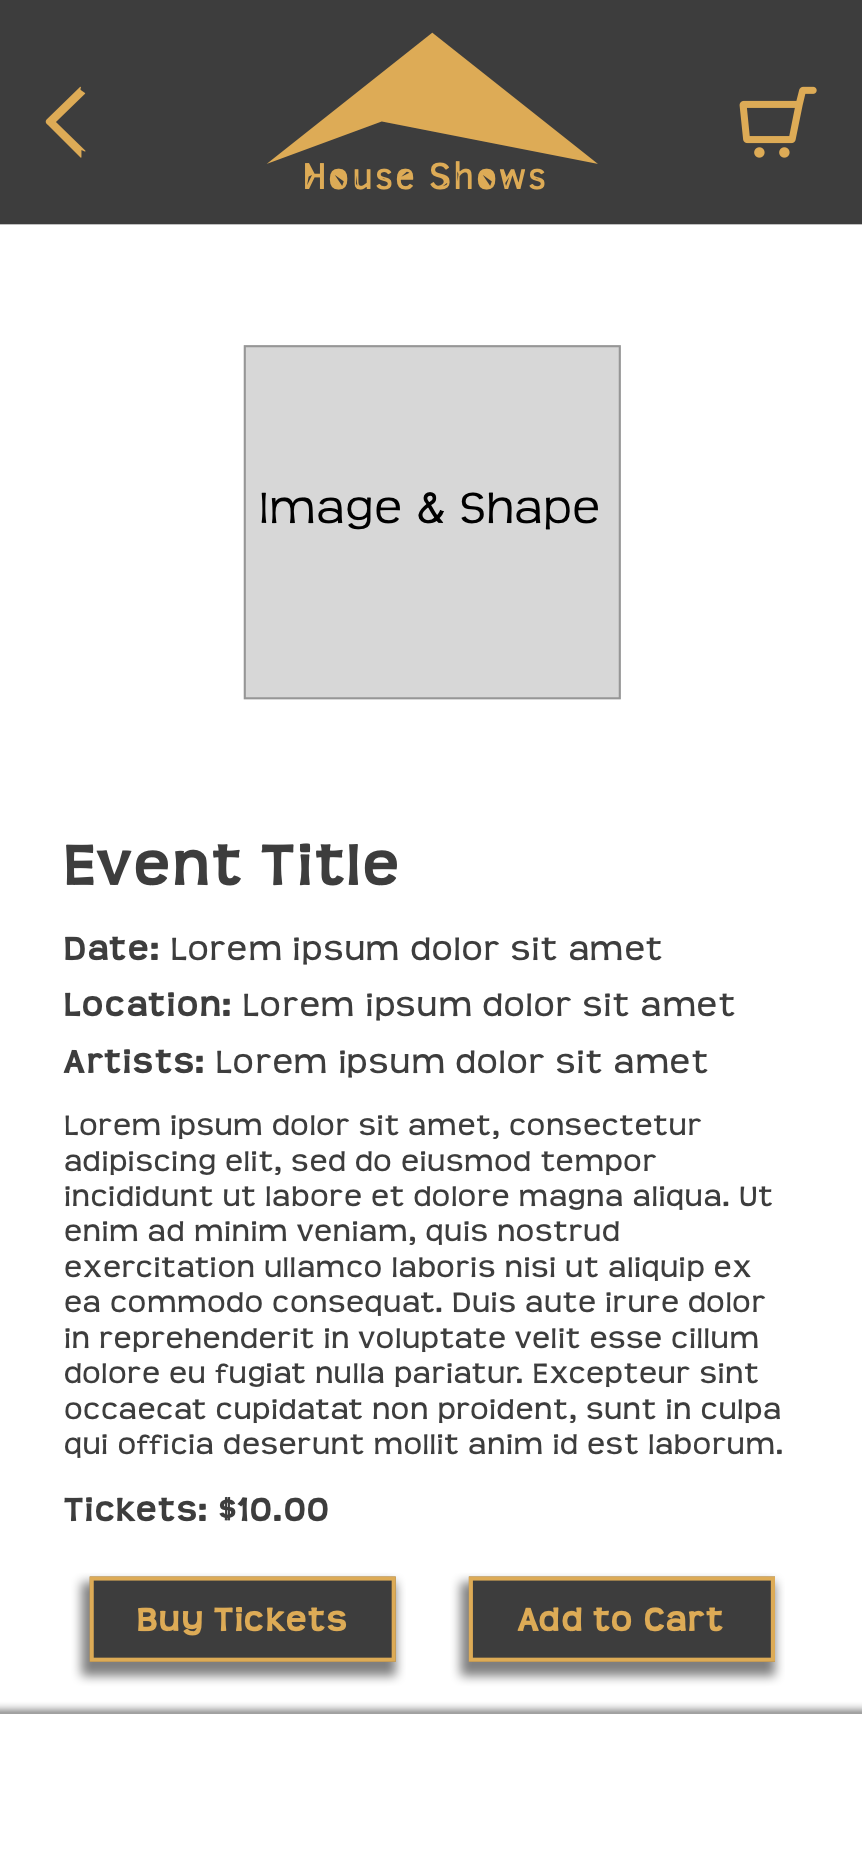 House Shows
Image & Shape
Event Title
Date: Lorem ipsum dolor sit amet
Location: Lorem ipsum dolor sit amet
Artists: Lorem ipsum dolor sit amet
Lorem ipsum dolor sit amet, consectetur
adipiscing elit, sed do eiusmod tempor
incididunt ut labore et dolore magna aliqua. Ut
enim ad minim veniam, quis nostrud
exercitation ullamco laboris nisi ut aliquip ex
ea commodo consequat. Duis aute irure dolor
in reprehenderit in voluptate velit esse cillum
dolore eu fugiat nulla pariatur. Excepteur sint
occaecat cupidatat non proident, sunt in culpa
qui officia deserunt mollit anim id est laborum.
Tickets: $10.00
Buy Tickets
Add to Cart